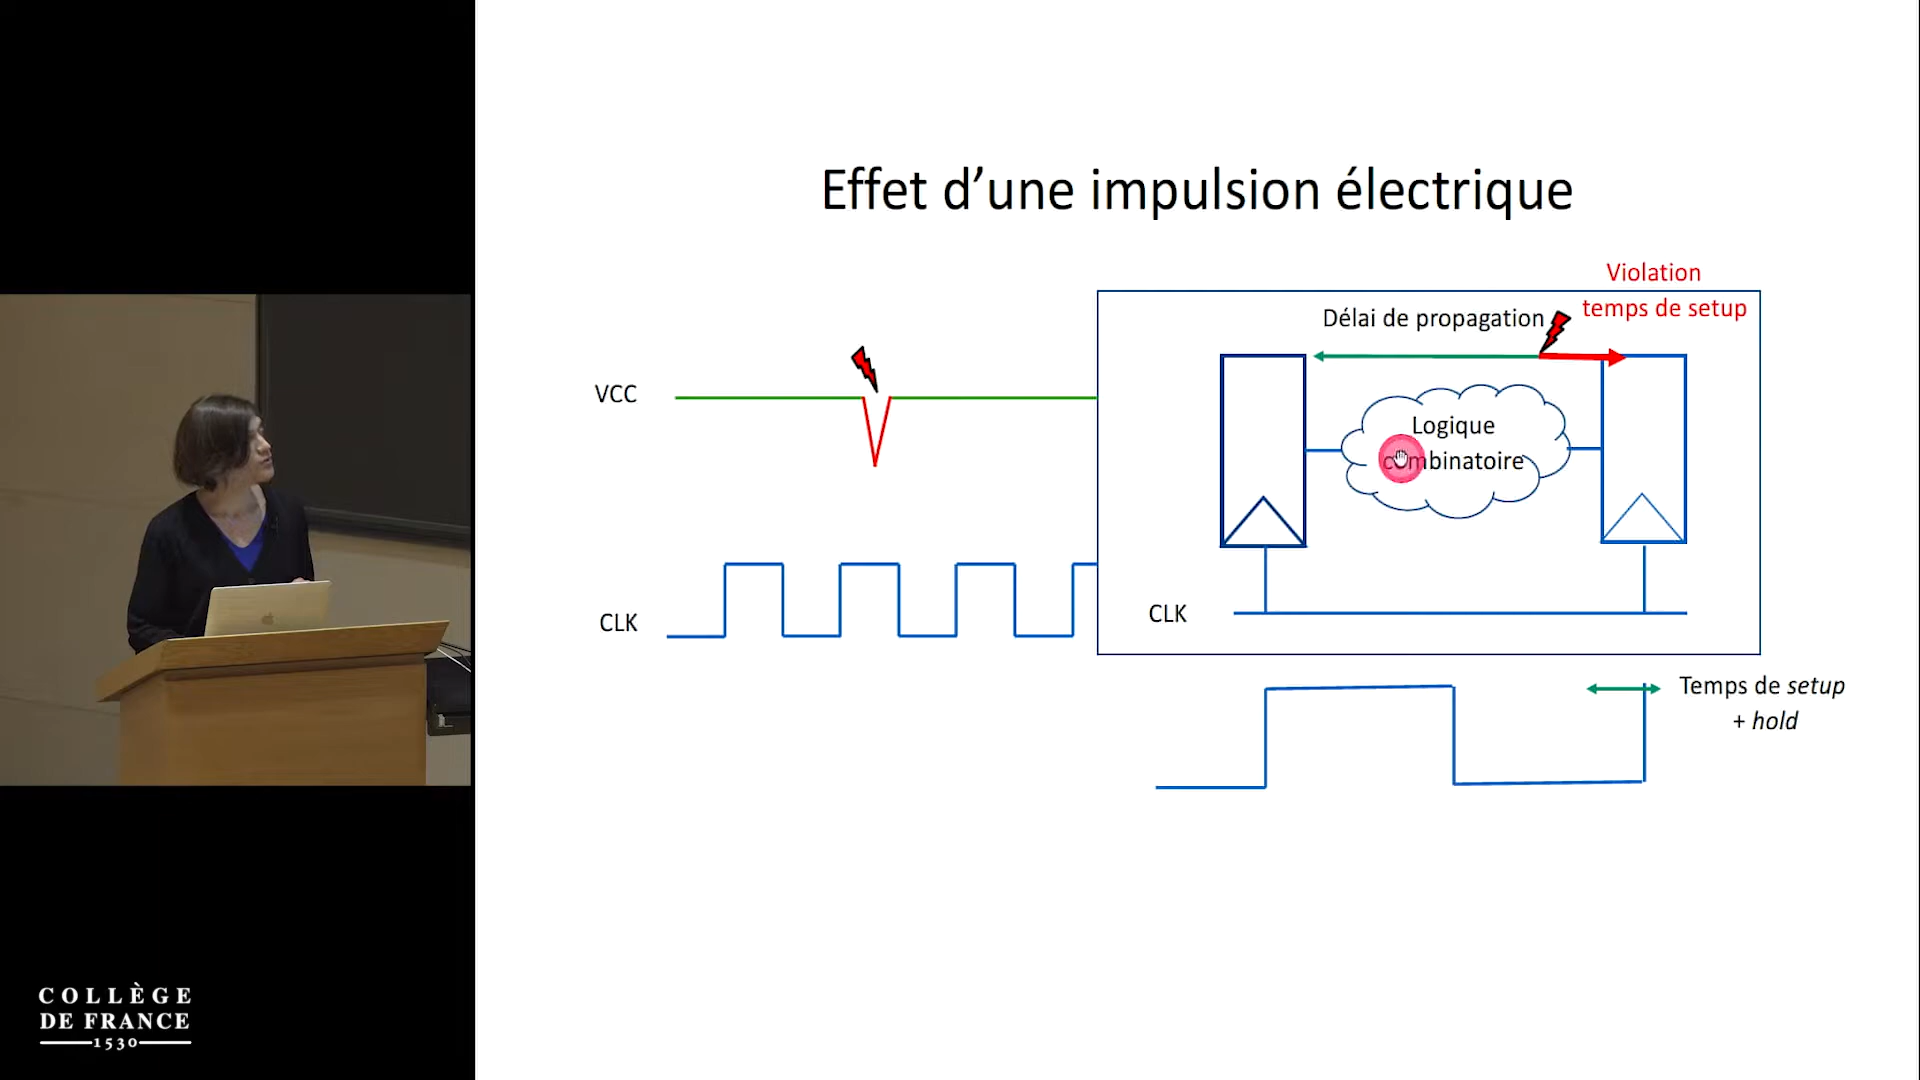 Effet d’une impulsion électrique
Violation
temps de setup
Délai de propagation
VCC
Logique
combinatoire
CLK
CLK
Temps de setup
+ hold
COLLÈGE
DE FRANCE
1530